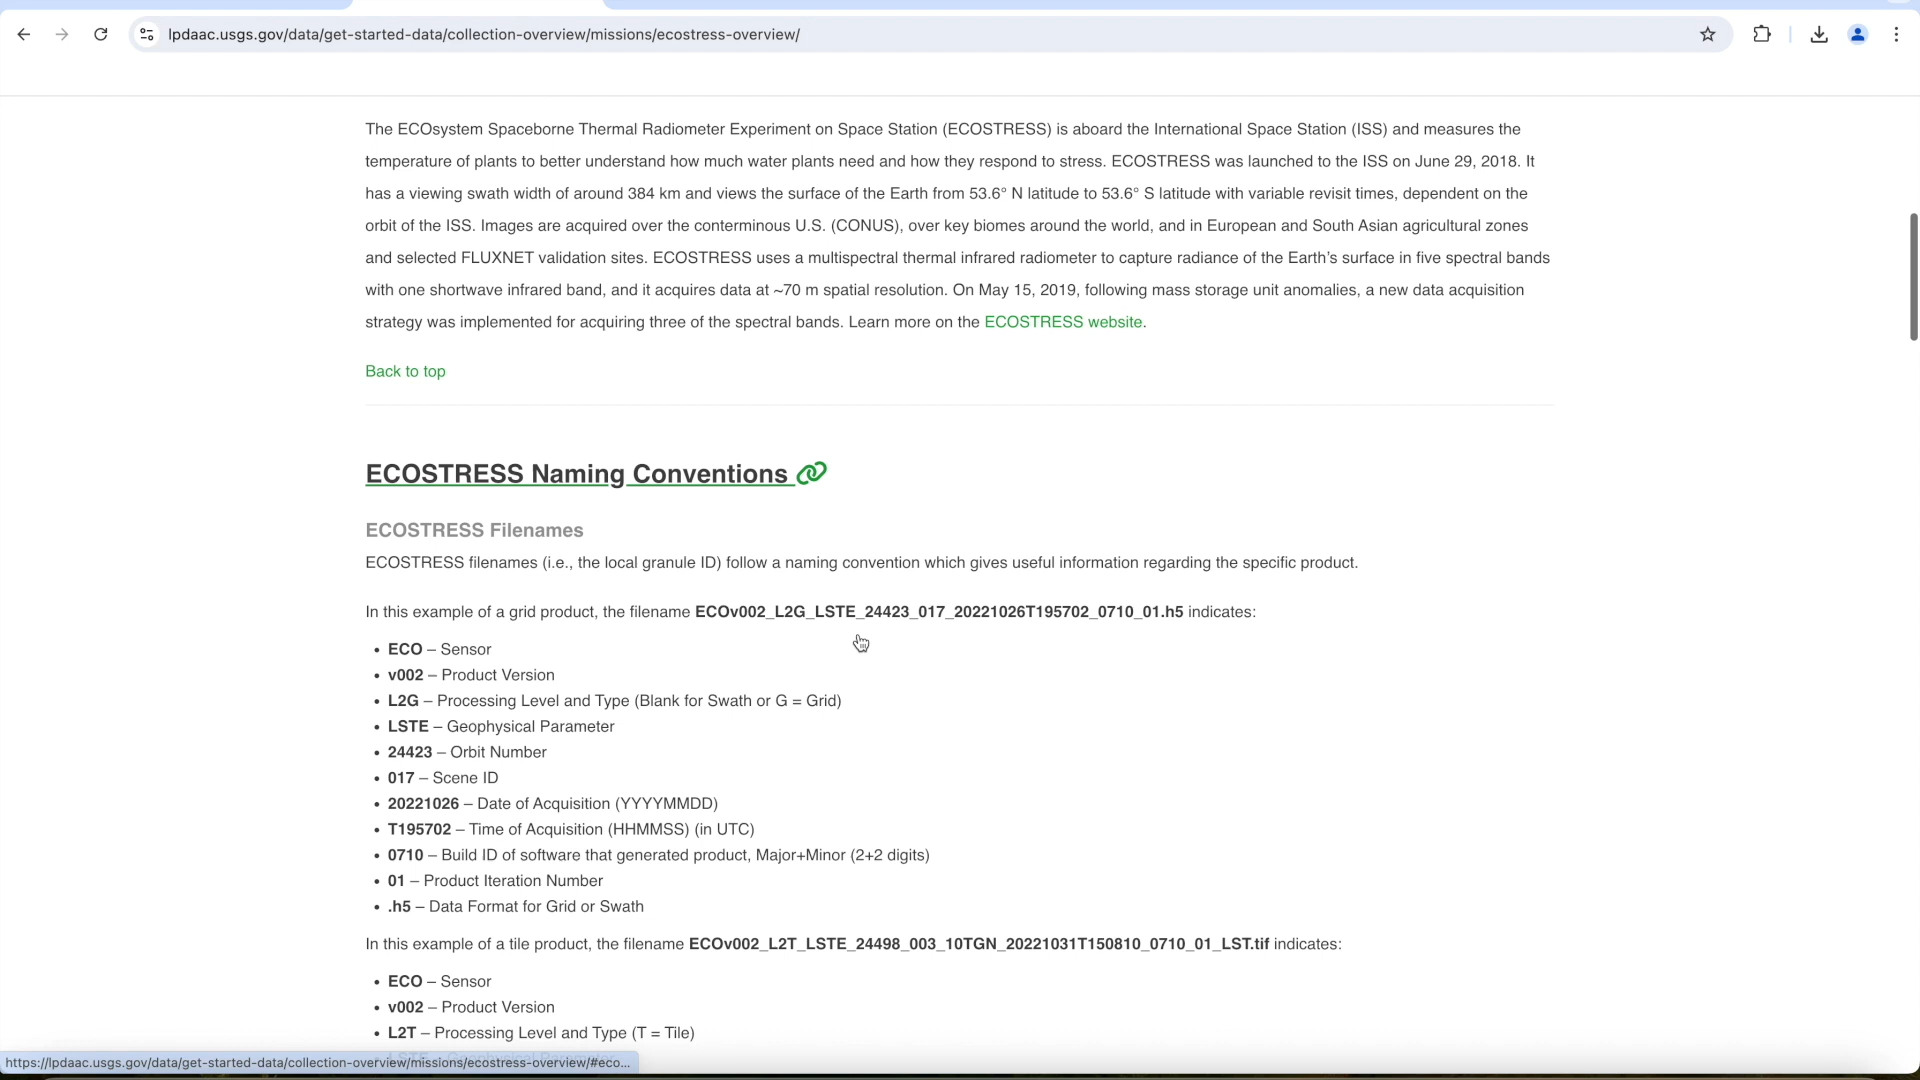 lpdaac.usgs.gov/data/get-started-data/collection-overview/missions/ecostress-overview/
The ECOsystem Spaceborne Thermal Radiometer Experiment on Space Station (ECOSTRESS) is aboard the International Space Station (ISS) and measures the
temperature of plants to better understand how much water plants need and how they respond to stress. ECOSTRESS was launched to the ISS on June 29, 2018. It
has a viewing swath width of around 384 km and views the surface of the Earth from 53.6° N latitude to 53.6° S latitude with variable revisit times, dependent on the
orbit of the ISS. Images are acquired over the conterminous U.S. (CONUS), over key biomes around the world, and in European and South Asian agricultural zones
and selected FLUXNET validation sites. ECOSTRESS uses a multispectral thermal infrared radiometer to capture radiance of the Earth’s surface in five spectral bands
with one shortwave infrared band, and it acquires data at ~70 m spatial resolution. On May 15, 2019, following mass storage unit anomalies, a new data acquisition
strategy was implemented for acquiring three of the spectral bands. Learn more on the ECOSTRESS website.
Back to top
ECOSTRESS Naming Conventions
ECOSTRESS Filenames
ECOSTRESS filenames (i.e., the local granule ID) follow a naming convention which gives useful information regarding the specific product.
In this example of a grid product, the filename ECOv002_L2G_LSTE_24423_017_20221026T195702_0710_01.h5 indicates:
• ECO – Sensor
• v002 – Product Version
• L2G – Processing Level and Type (Blank for Swath or G = Grid)
• LSTE – Geophysical Parameter
• 24423 – Orbit Number
• 017 – Scene ID
• 20221026 – Date of Acquisition (YYYYMMDD)
• T195702 – Time of Acquisition (HHMMSS) (in UTC)
• 0710 – Build ID of software that generated product, Major+Minor (2+2 digits)
• 01 – Product Iteration Number
• .h5 – Data Format for Grid or Swath
In this example of a tile product, the filename ECOv002_L2T_LSTE_24498_003_10TGN_20221031T150810_0710_01_LST.tif indicates:
• ECO – Sensor
• v002 – Product Version
• L2T – Processing Level and Type (T = Tile)
https://lpdaac.usgs.gov/data/get-started-data/collection-overview/missions/ecostress-overview/#eco...